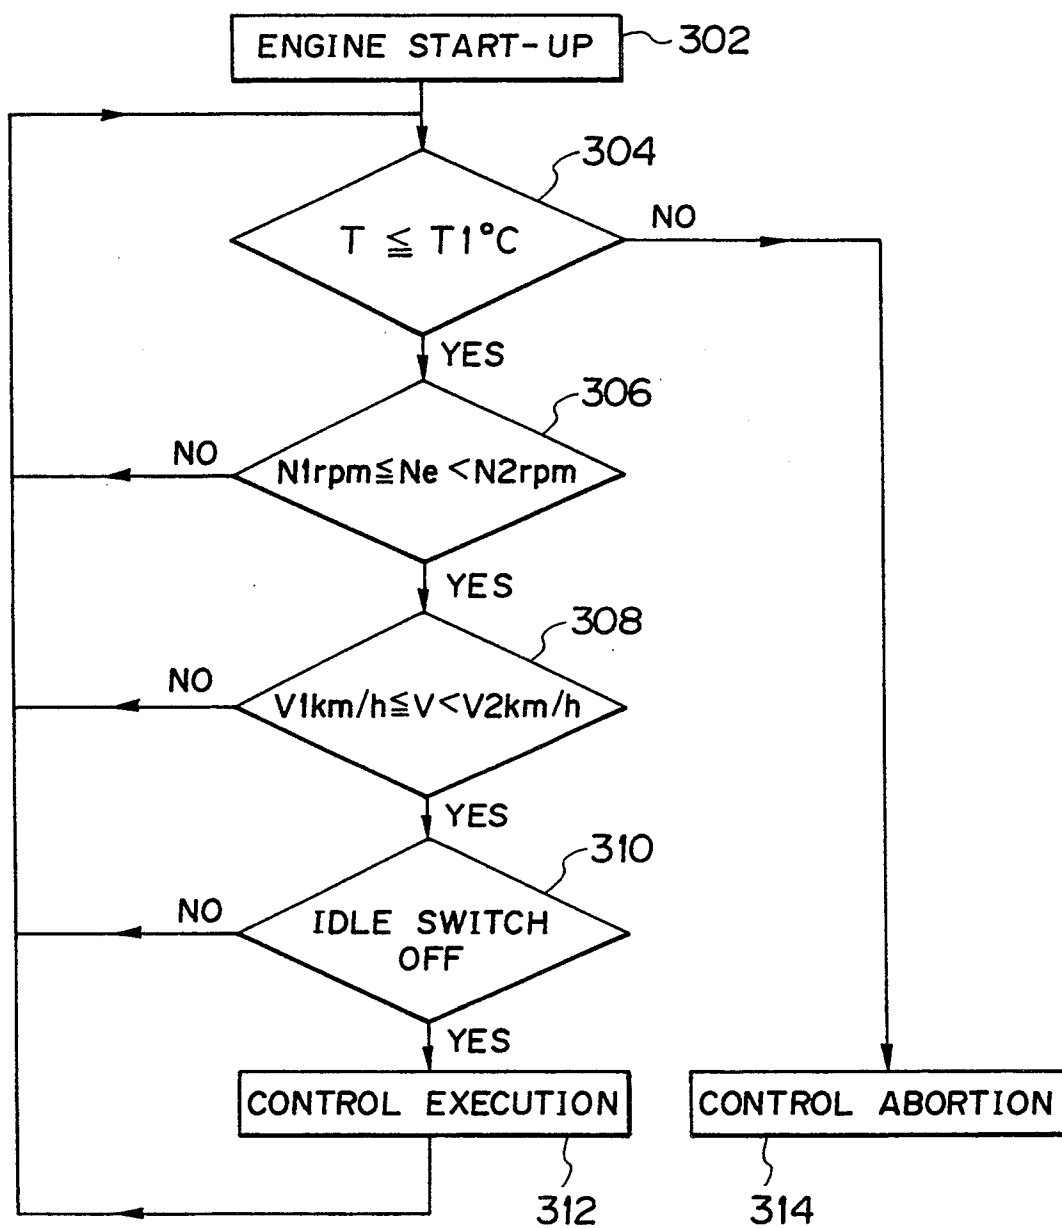 ENGINE START-UP
302
304
T ≦ T1°C
NO
YES
306
NO
N1rpm≦Ne<N2rpm
YES
308
NO
V1km/h≦V<V2km/h
YES
310
NO
IDLE SWITCH
OFF
YES
CONTROL EXECUTION
CONTROL ABORTION
312
314